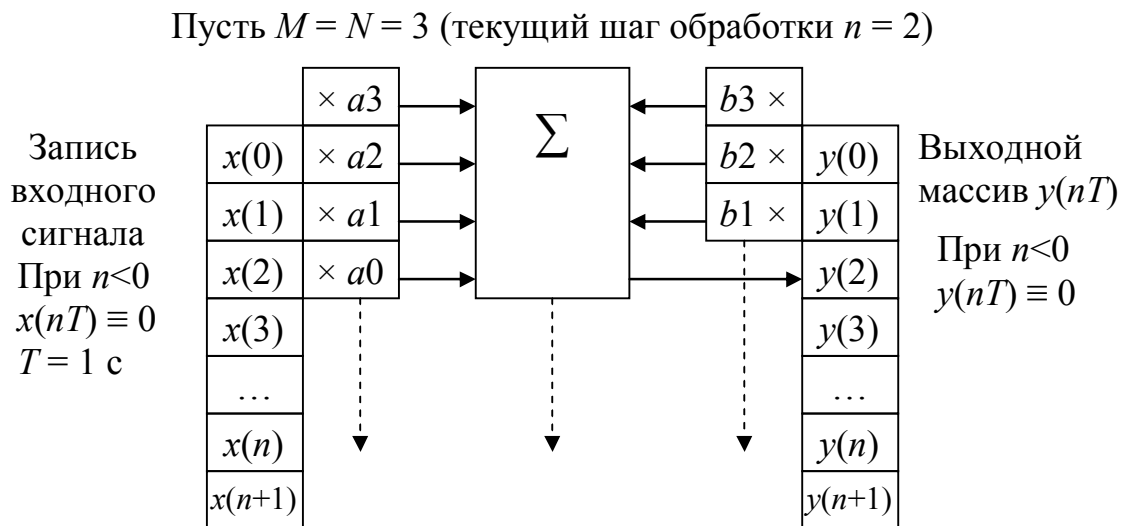 Пусть M = N = 3 (текущий шаг обработки n = 2)
Запись
входного
сигнала
При n<0
x(nT) ≡ 0
T = 1 с
x(0)
x(1)
x(2)
x(3)
…
x(n)
x(n+1)
× a3
× a2
× a1
× a0
∑
b3 ×
b2 ×
b1 ×
y(0)
y(1)
y(2)
y(3)
…
y(n)
y(n+1)
Выходной
массив y(nT)
При n<0
y(nT) ≡ 0